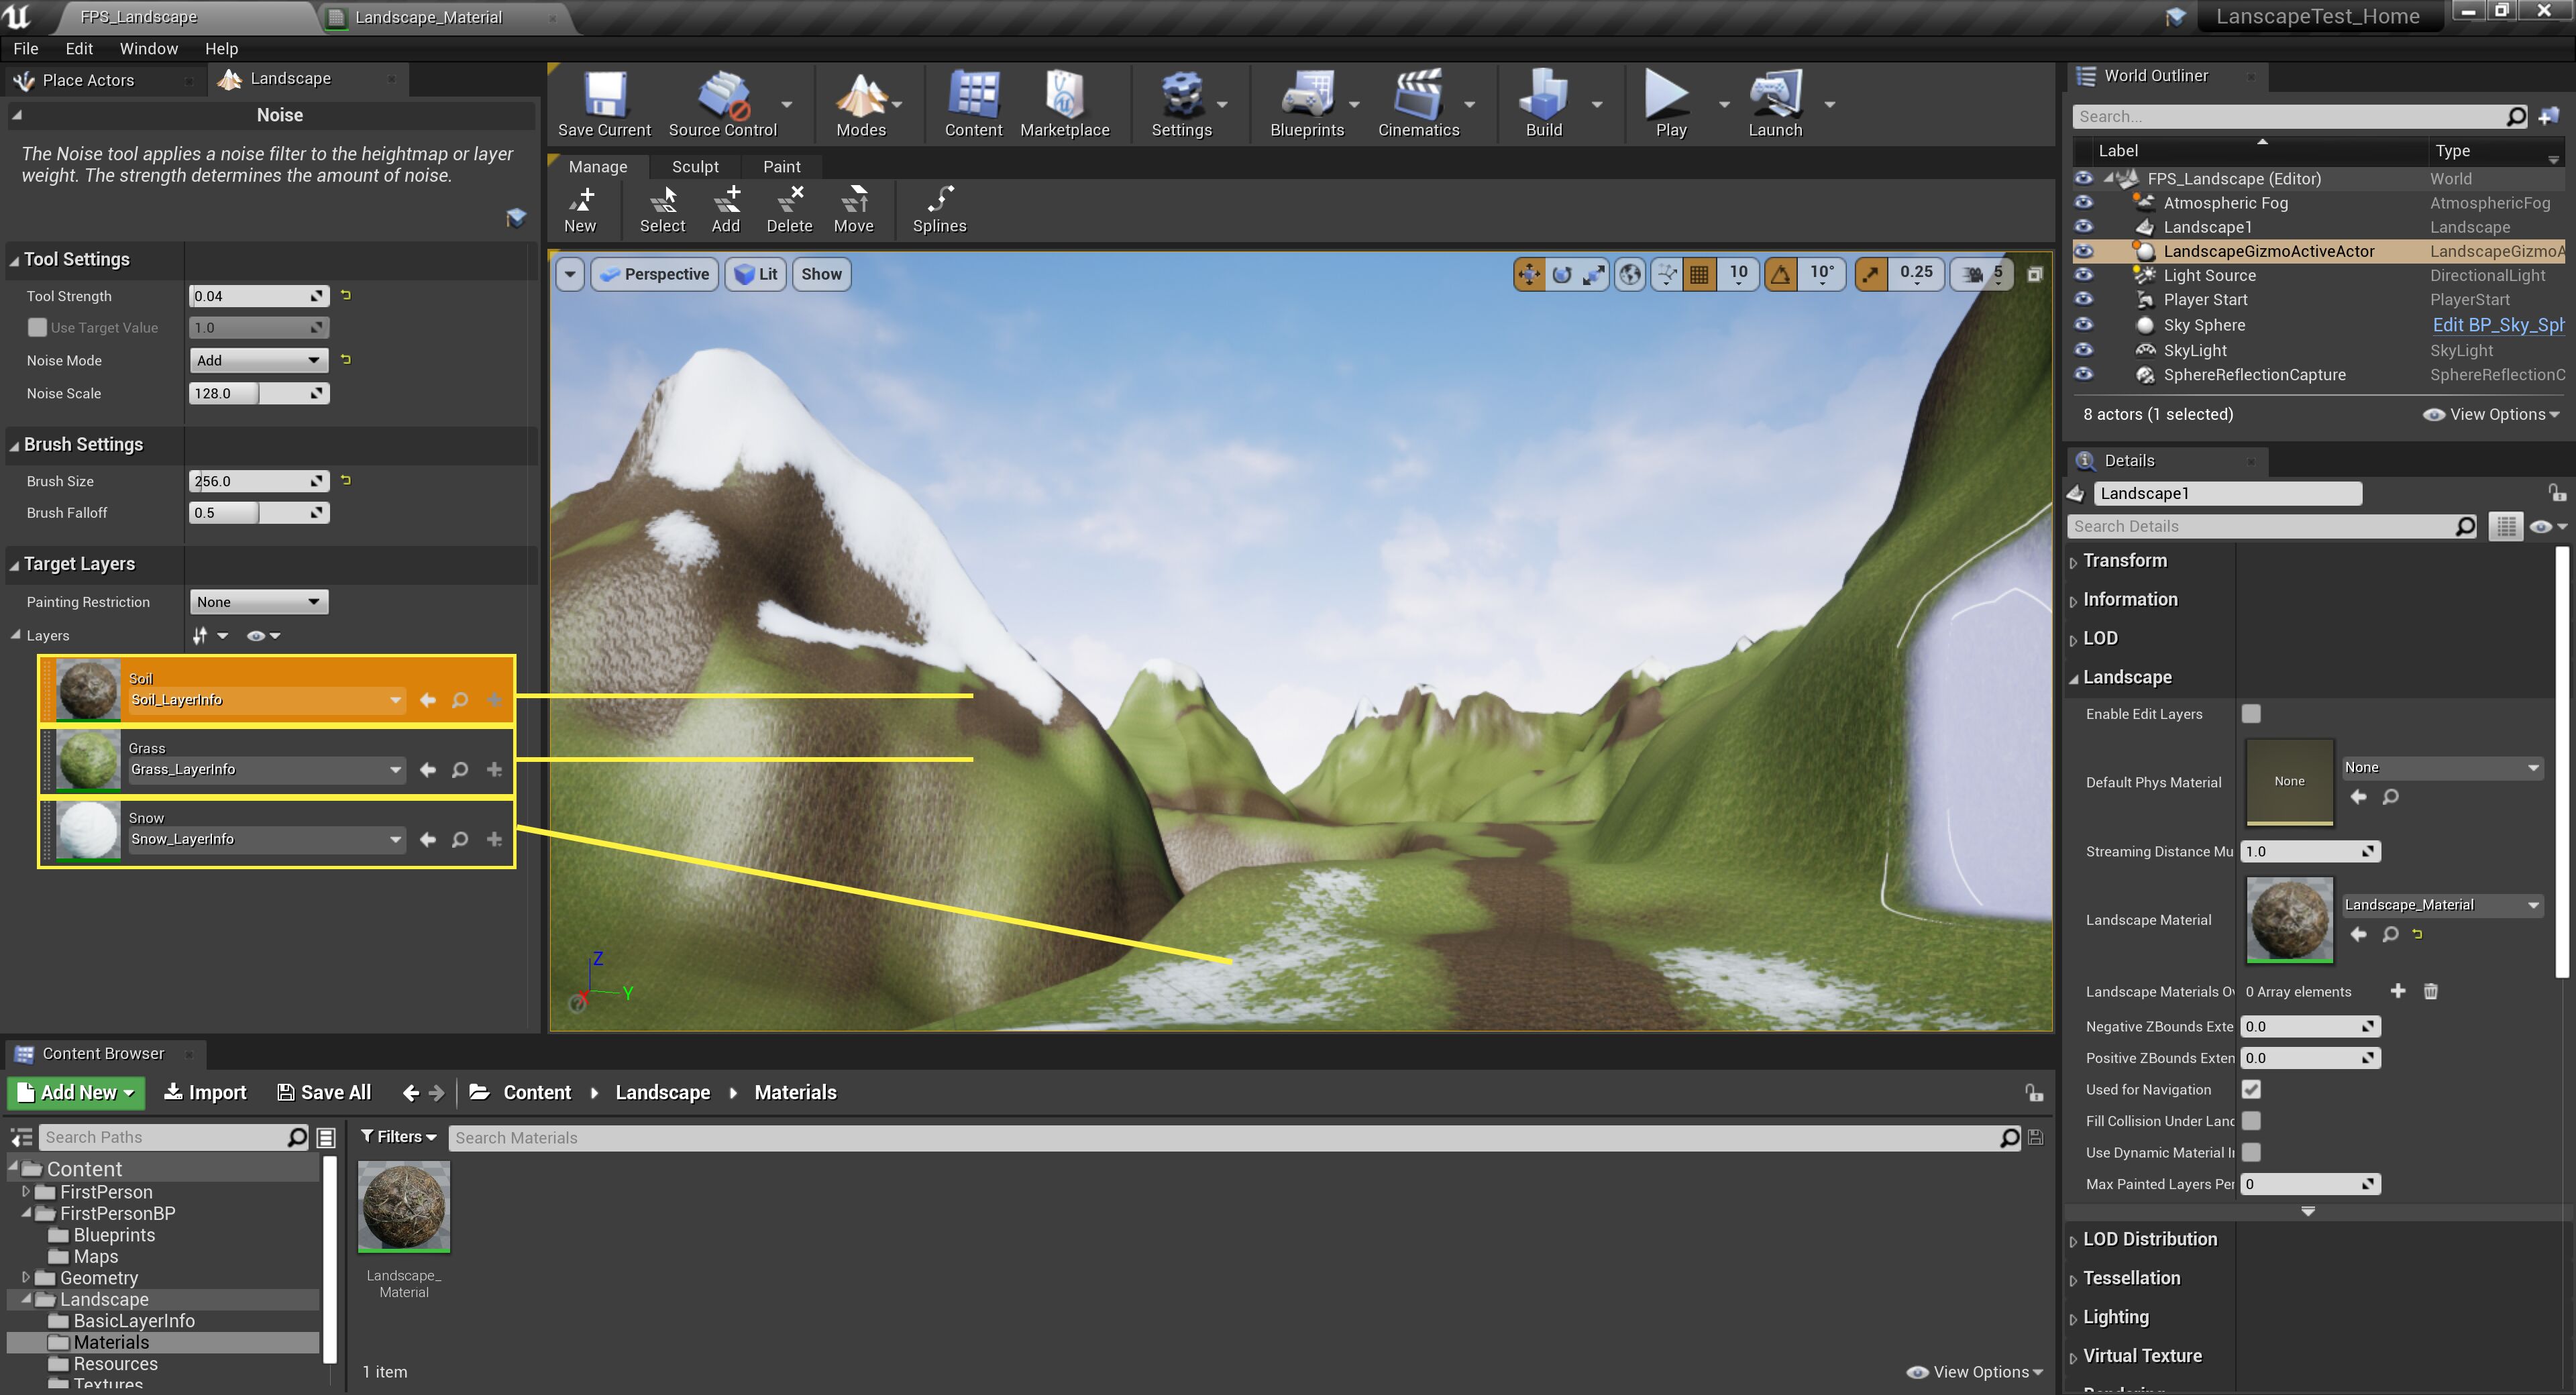 FPS_Landscape
Landscape_Material
LanscapeTest_Home
File Edit Window Help
Place Actors
Landscape
Noise
The Noise tool applies a noise filter to the heightmap or layer
weight. The strength determines the amount of noise.
Tool Settings
Tool Strength 0.04
Use Target Value 1.0
Noise Mode Add
Noise Scale 128.0
Brush Settings
Brush Size 256.0
Brush Falloff 0.5
Target Layers
Painting Restriction None
Layers
Soil
Soil_LayerInfo
Grass
Grass_LayerInfo
Snow
Snow_LayerInfo
Save Current Source Control Modes Content Marketplace Settings Blueprints Cinematics Build Play Launch
Manage Sculpt Paint
New Select Add Delete Move Splines
Perspective Lit Show 10 10° 0.25 5
Z
X Y
World Outliner
Search...
Label Type
FPS_Landscape (Editor) World
Atmospheric Fog AtmosphericFog
Landscape1 Landscape
LandscapeGizmoActiveActor LandscapeGizmoA
Light Source DirectionalLight
Player Start PlayerStart
Sky Sphere Edit BP_Sky_Sph
SkyLight SkyLight
SphereReflectionCapture SphereReflectionC
8 actors (1 selected) View Options
Details
Landscape1
Search Details
Transform
Information
LOD
Landscape
Enable Edit Layers
Default Phys Material None None
Streaming Distance Mu 1.0
Landscape Material Landscape_Material
Landscape Materials Ov 0 Array elements
Negative ZBounds Exte 0.0
Positive ZBounds Exten 0.0
Used for Navigation
Fill Collision Under Land
Use Dynamic Material I
Max Painted Layers Per 0
LOD Distribution
Tessellation
Lighting
Virtual Texture
Content Browser
Add New Import Save All Content Landscape Materials
Search Paths
Filters Search Materials
Content
FirstPerson
FirstPersonBP
Blueprints
Maps
Geometry
Landscape
BasicLayerInfo
Materials
Resources
Textures
Landscape_
Material
1 item View Options